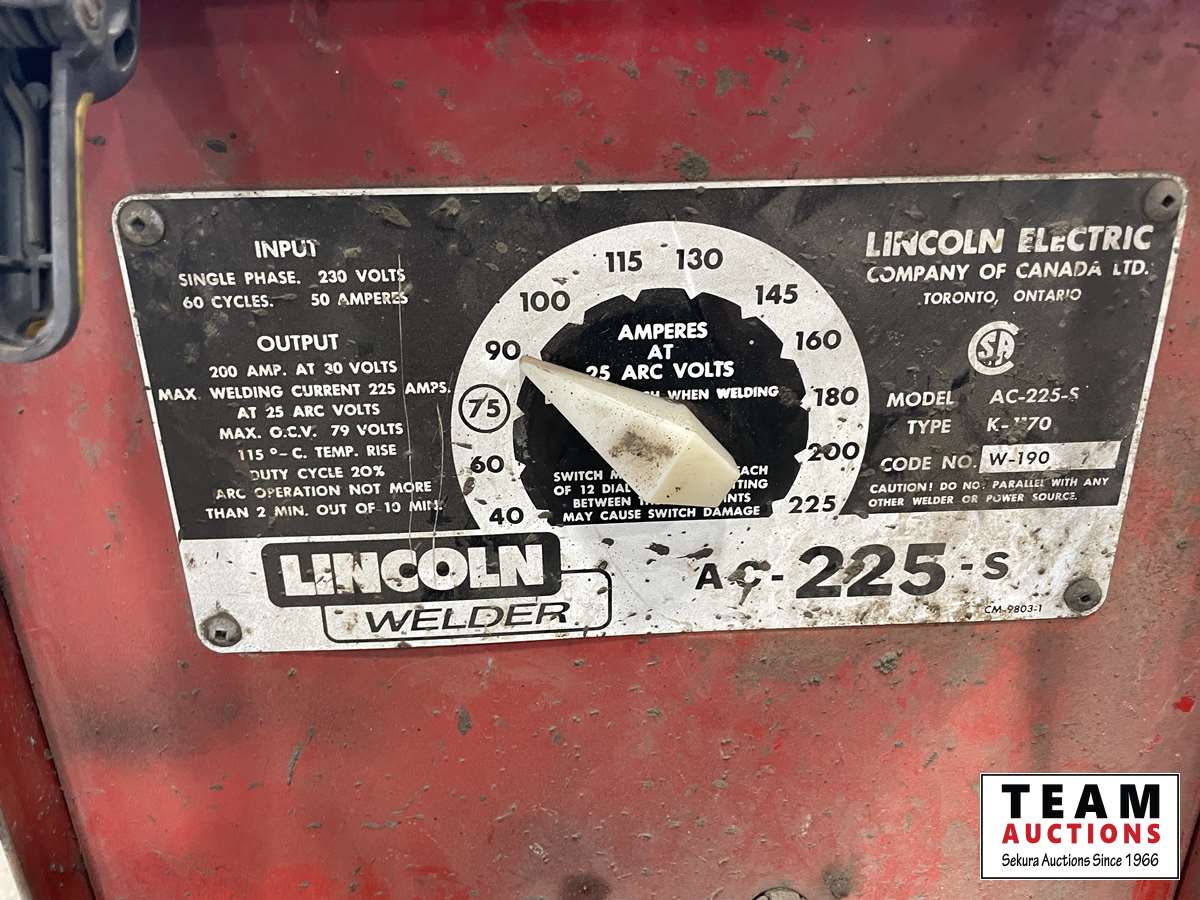 INPUT
SINGLE PHASE. 230 VOLTS
60 CYCLES. 50 AMPERES
OUTPUT
200 AMP. AT 30 VOLTS
MAX. WELDING CURRENT 225 AMPS.
AT 25 ARC VOLTS
MAX. O.C.V. 79 VOLTS
115 º-C. TEMP. RISE
DUTY CYCLE 20%
ARC OPERATION NOT MORE
THAN 2 MIN. OUT OF 10 MIN.
40
60
75
90
100
115
130
145
160
180
200
225
AMPERES
AT
25 ARC VOLTS
WHEN WELDING
SWITCH EACH
OF 12 DIAL
BETWEEN
MAY CAUSE SWITCH DAMAGE
LINCOLN ELECTRIC
COMPANY OF CANADA LTD.
TORONTO, ONTARIO
CSA
MODEL AC-225-S
TYPE K-1170
CODE NO. W-190
CAUTION! DO NOT PARALLEL WITH ANY
OTHER WELDER OR POWER SOURCE.
LINCOLN
WELDER
AC-225-S
CM-9803-1
TEAM
AUCTIONS
Sekura Auctions Since 1966